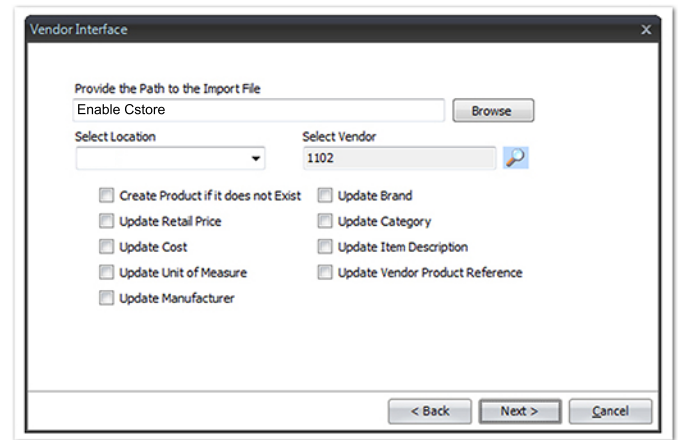 Vendor Interface
X
Provide the Path to the Import File
Enable Cstore
Browse
Select Location
Select Vendor
1102
Create Product if it does not Exist
Update Brand
Update Retail Price
Update Category
Update Cost
Update Item Description
Update Unit of Measure
Update Vendor Product Reference
Update Manufacturer
< Back
Next >
Cancel